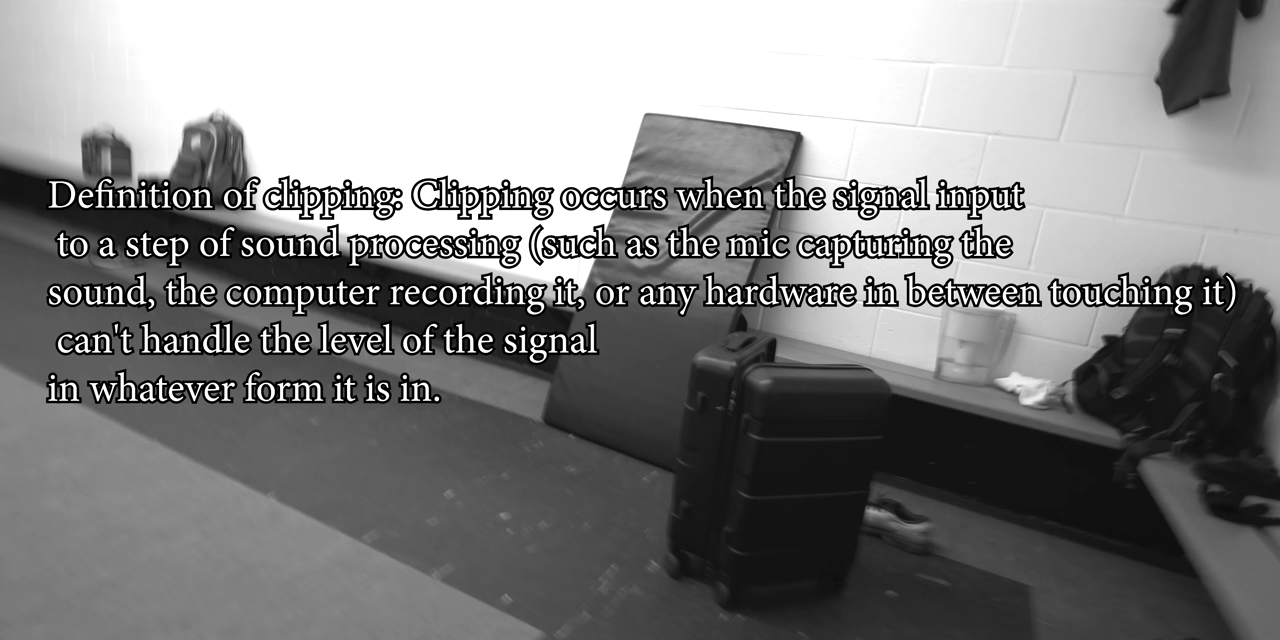 Definition of clipping: Clipping occurs when the signal input
to a step of sound processing (such as the mic capturing the
sound, the computer recording it, or any hardware in between touching it)
can't handle the level of the signal
in whatever form it is in.